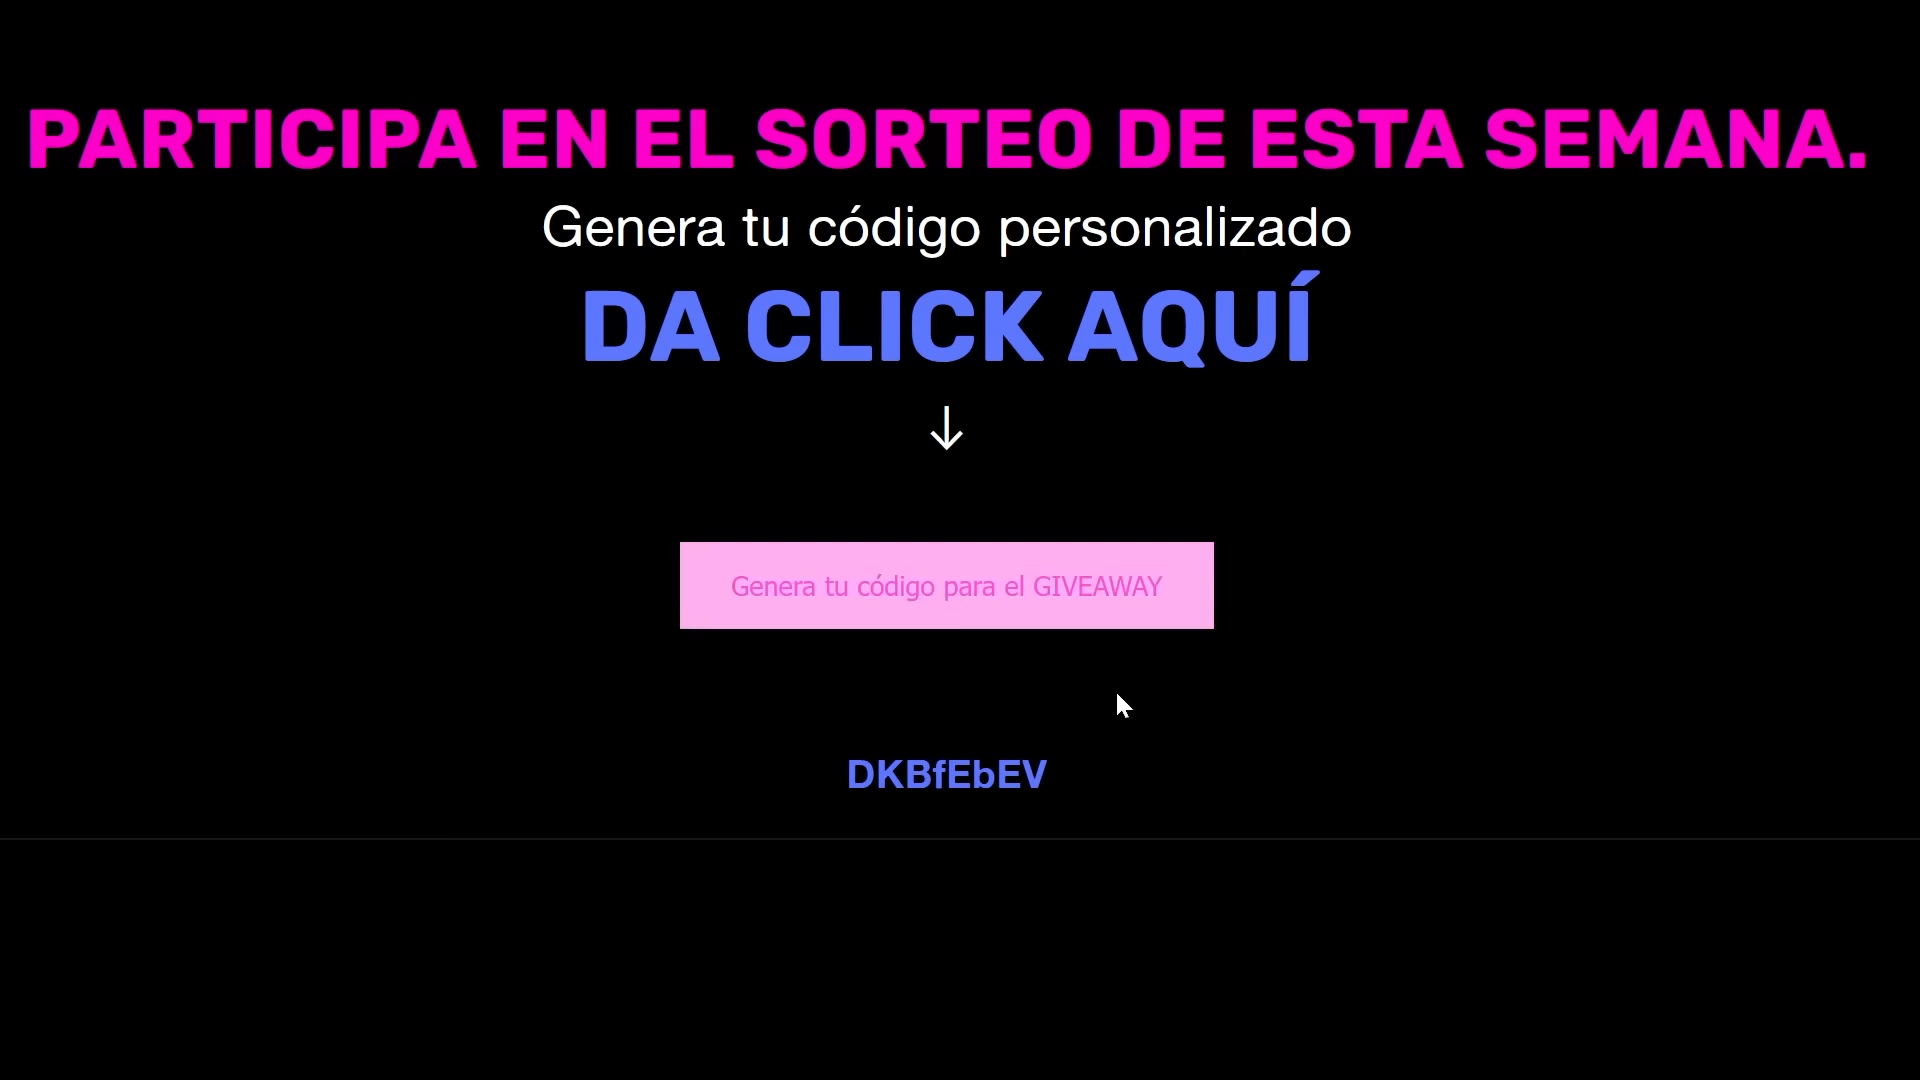 PARTICIPA EN EL SORTEO DE ESTA SEMANA.
Genera tu código personalizado
DA CLICK AQUÍ
↓
Genera tu código para el GIVEAWAY
DKBfEbEV